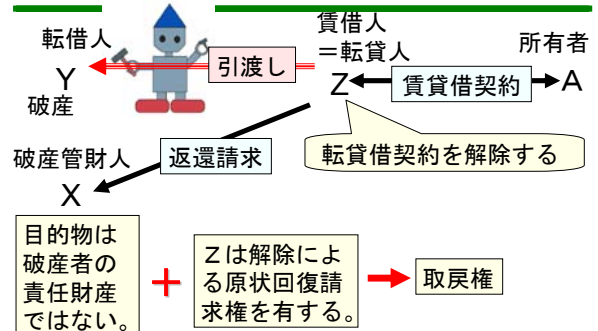 転借人
Y
破産
引渡し
賃借人
＝転貸人
Z
賃貸借契約
所有者
A
転貸借契約を解除する
返還請求
破産管財人
X
目的物は
破産者の
責任財産
ではない。
＋
Ｚは解除によ
る原状回復請
求権を有する。
取戻権